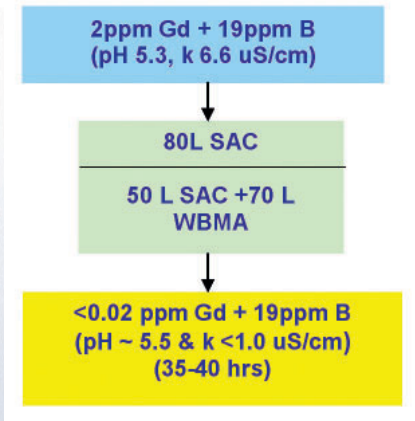 2ppm Gd + 19ppm B
(pH 5.3, k 6.6 uS/cm)
80L SAC
50 L SAC +70 L
WBMA
<0.02 ppm Gd + 19ppm B
(pH ~ 5.5 & k <1.0 uS/cm)
(35-40 hrs)